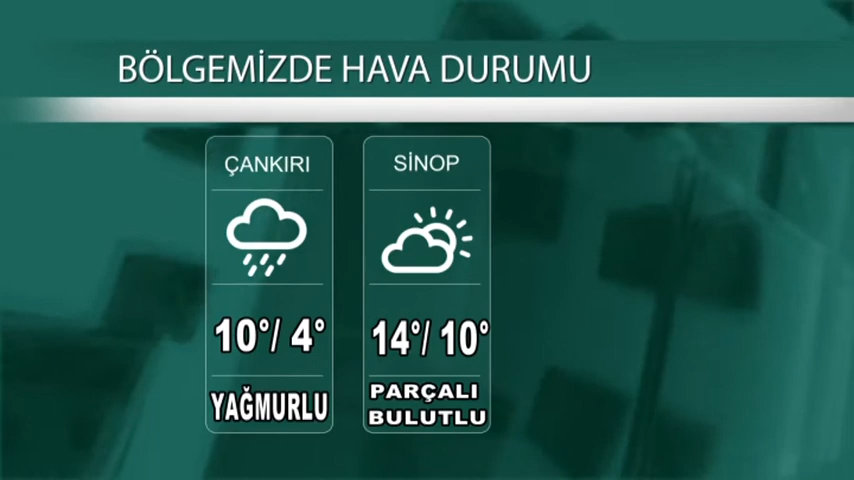 BÖLGEMİZDE HAVA DURUMU
ÇANKIRI
10°/ 4°
YAĞMURLU
SİNOP
14°/ 10°
PARÇALI
BULUTLU